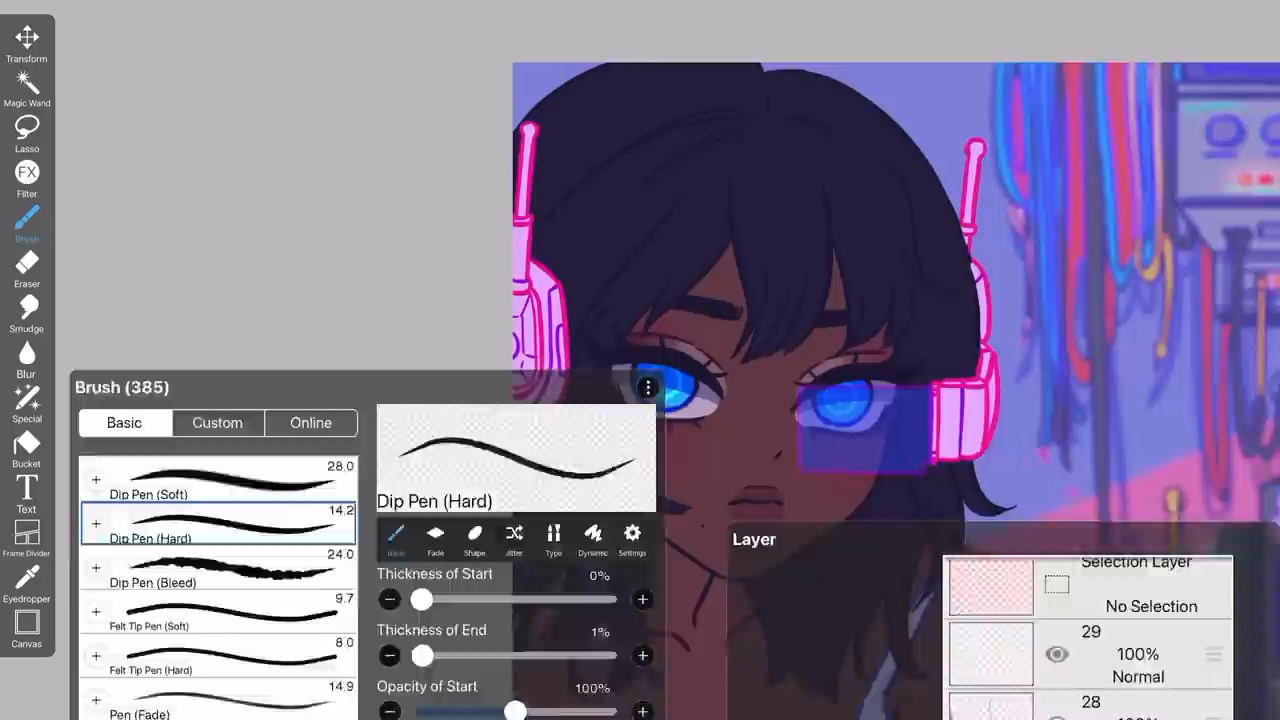 Transform
Magic Wand
Lasso
FX
Filter
Brush
Eraser
Smudge
Blur
Special
Bucket
T
Text
Frame Divider
Eyedropper
Canvas
Brush (385)
Basic
Custom
Online
28.0
Dip Pen (Soft)
14.2
Dip Pen (Hard)
24.0
Dip Pen (Bleed)
9.7
Felt Tip Pen (Soft)
8.0
Felt Tip Pen (Hard)
14.9
Pen (Fade)
Dip Pen (Hard)
Fade
Shape
Jitter
Type
Dynamic
Settings
Thickness of Start
0%
Thickness of End
1%
Opacity of Start
100%
Layer
Selection Layer
No Selection
29
100%
Normal
28